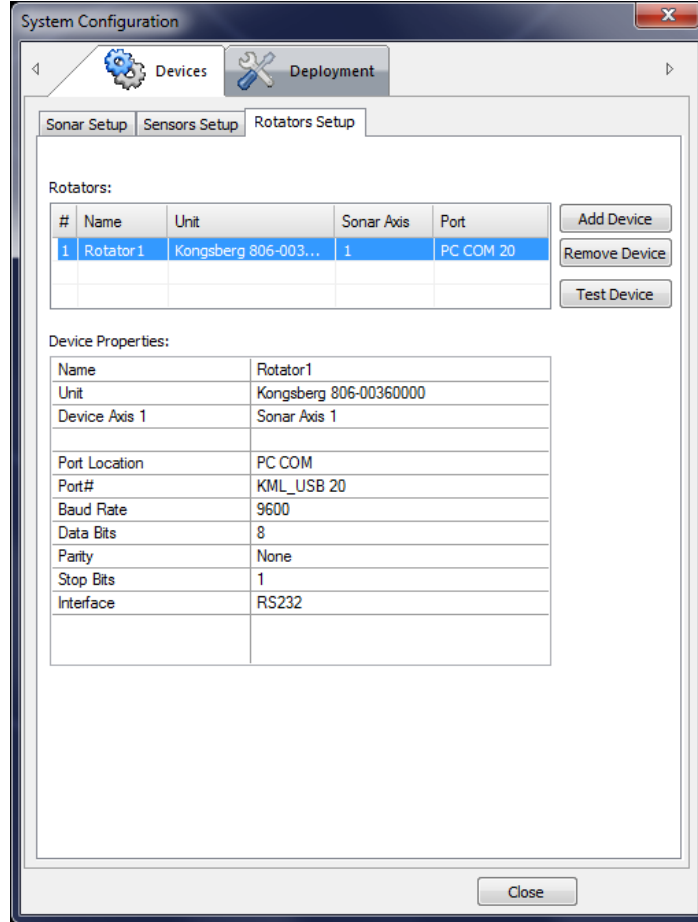 System Configuration
Devices Deployment
Sonar Setup Sensors Setup Rotators Setup
Rotators:
# Name Unit Sonar Axis Port
Add Device
1 Rotator1 Kongsberg 806-003... 1 PC COM 20
Remove Device
Test Device
Device Properties:
Name Rotator1
Unit Kongsberg 806-00360000
Device Axis 1 Sonar Axis 1
Port Location PC COM
Port# KML_USB 20
Baud Rate 9600
Data Bits 8
Parity None
Stop Bits 1
Interface RS232
Close